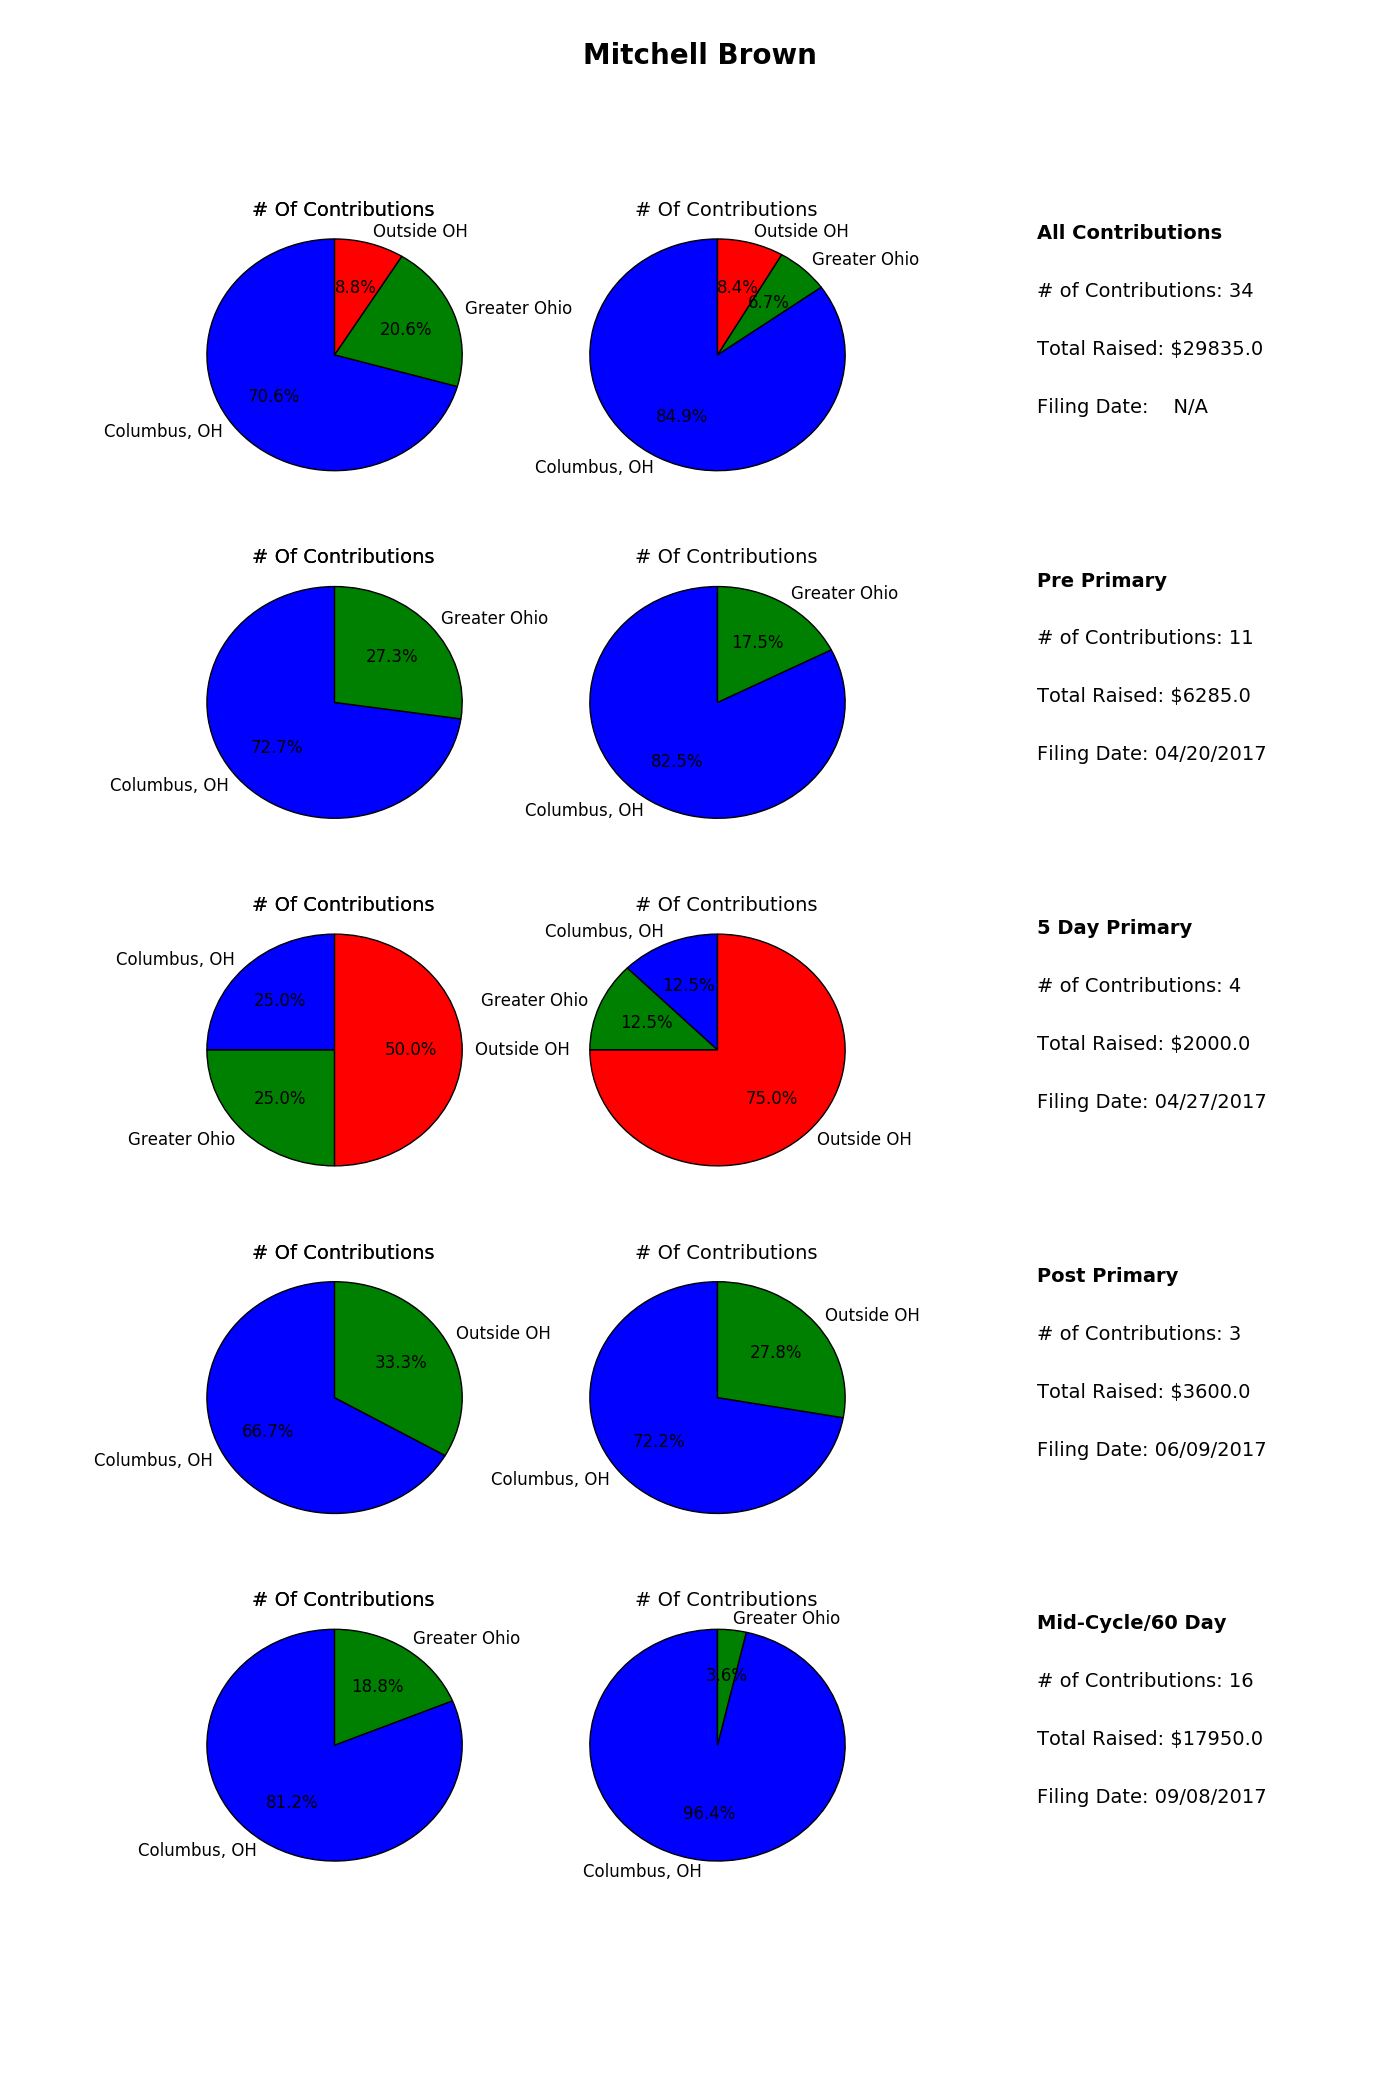 Mitchell Brown
# Of Contributions
Outside OH
8.8%
Greater Ohio
20.6%
70.6%
Columbus, OH
# Of Contributions
Outside OH
Greater Ohio
8.4%
6.7%
84.9%
Columbus, OH
All Contributions
# of Contributions: 34
Total Raised: $29835.0
Filing Date: N/A
# Of Contributions
Greater Ohio
27.3%
72.7%
Columbus, OH
# Of Contributions
Greater Ohio
17.5%
82.5%
Columbus, OH
Pre Primary
# of Contributions: 11
Total Raised: $6285.0
Filing Date: 04/20/2017
# Of Contributions
Columbus, OH
25.0%
50.0%
Outside OH
25.0%
Greater Ohio
# Of Contributions
Columbus, OH
12.5%
Greater Ohio
12.5%
75.0%
Outside OH
5 Day Primary
# of Contributions: 4
Total Raised: $2000.0
Filing Date: 04/27/2017
# Of Contributions
Outside OH
33.3%
66.7%
Columbus, OH
# Of Contributions
Outside OH
27.8%
72.2%
Columbus, OH
Post Primary
# of Contributions: 3
Total Raised: $3600.0
Filing Date: 06/09/2017
# Of Contributions
Greater Ohio
18.8%
81.2%
Columbus, OH
# Of Contributions
Greater Ohio
3.6%
96.4%
Columbus, OH
Mid-Cycle/60 Day
# of Contributions: 16
Total Raised: $17950.0
Filing Date: 09/08/2017